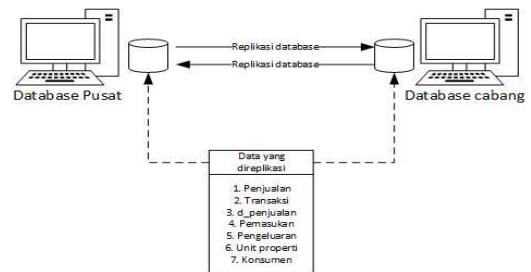 Replikasi database
Replikasi database
Database Pusat
Database cabang
Data yang
direplikasi
1. Penjualan
2. Transaksi
3. d_penjualan
4. Pemasukan
5. Pengeluaran
6. Unit properti
7. Konsumen